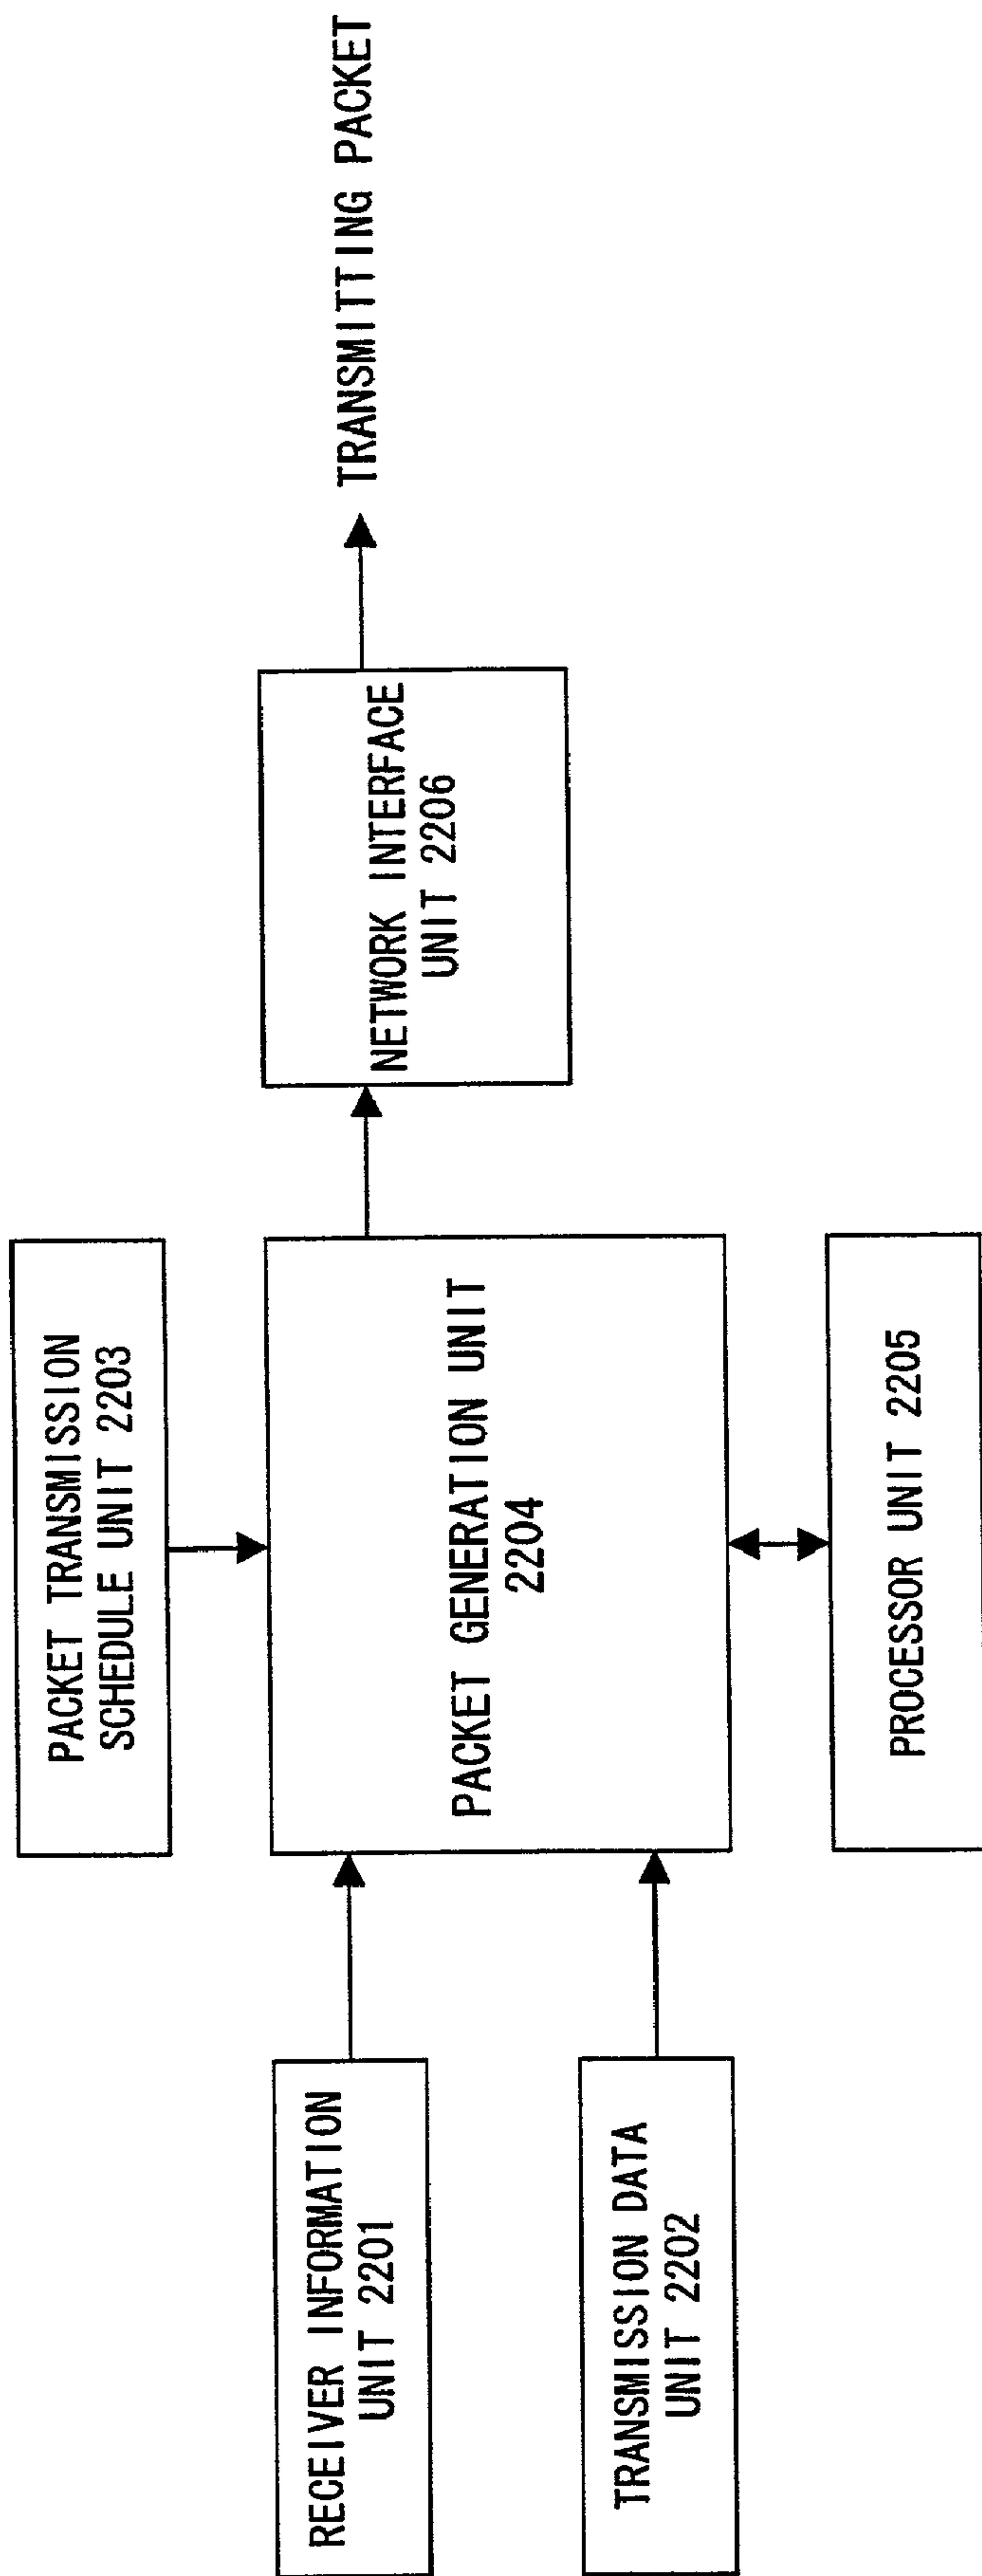 PACKET TRANSMISSION
SCHEDULE UNIT 2203
RECEIVER INFORMATION
UNIT 2201
TRANSMISSION DATA
UNIT 2202
PACKET GENERATION UNIT
2204
PROCESSOR UNIT 2205
NETWORK INTERFACE
UNIT 2206
TRANSMITTING PACKET